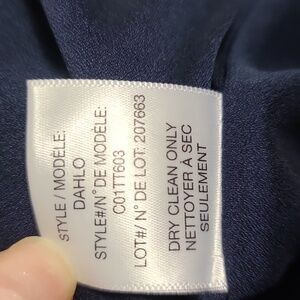 STYLE / MODÈLE:
DAHLO
STYLE#/N° DE MODÈLE:
C01TT603
LOT#/ N° DE LOT: 207663
DRY CLEAN ONLY
NETTOYER À SEC
SEULEMENT